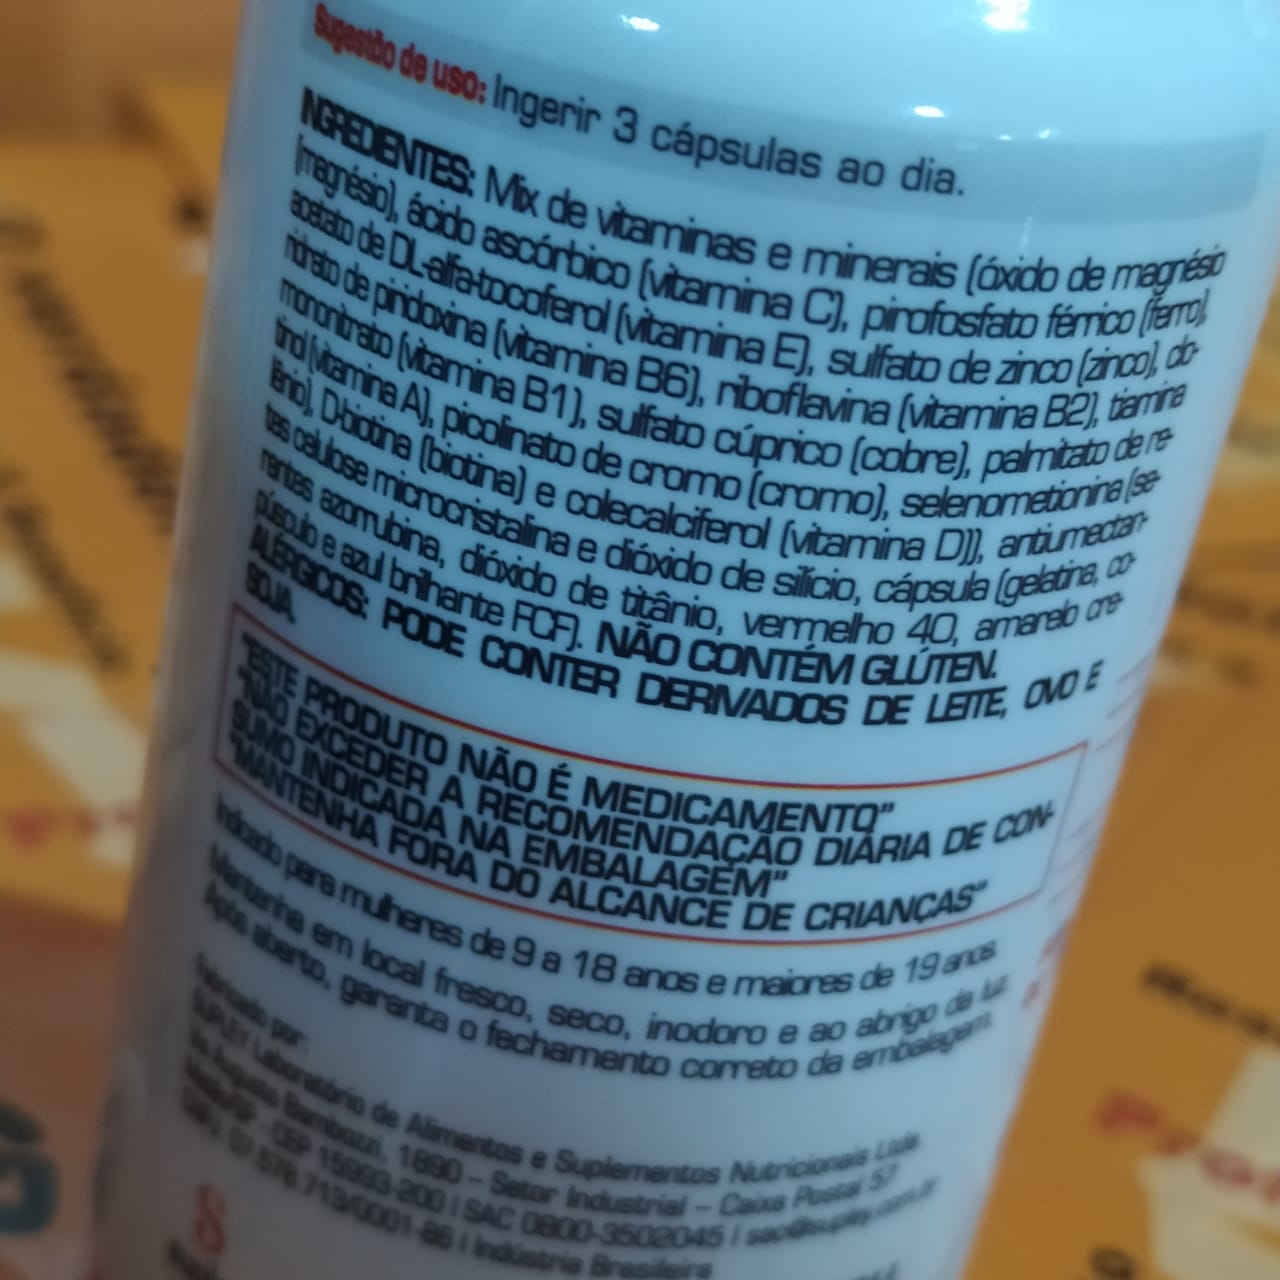 Sugestão de uso: Ingerir 3 cápsulas ao dia.
INGREDIENTES: Mix de vitaminas e minerais (óxido de magnésio
(magnésio), ácido ascórbico (vitamina C), pirofosfato férrico (ferro),
acetato de DL-alfa-tocoferol (vitamina E), sulfato de zinco (zinco), clo-
ridrato de piridoxina (vitamina B6), riboflavina (vitamina B2), tiamina
mononitrato (vitamina B1), sulfato cúprico (cobre), palmitato de re-
tinol (vitamina A), picolinato de cromo (cromo), selenometionina (se-
lênio), D-biotina (biotina) e colecalciferol (vitamina D)), antiumectan-
tes celulose microcristalina e dióxido de silício, cápsula (gelatina, co-
rantes azorrubina, dióxido de titânio, vermelho 40, amarelo cre-
púsculo e azul brilhante FCF). NÃO CONTÉM GLÚTEN.
ALÉRGICOS: PODE CONTER DERIVADOS DE LEITE, OVO E
SOJA.
"ESTE PRODUTO NÃO É MEDICAMENTO"
"NÃO EXCEDER A RECOMENDAÇÃO DIÁRIA DE CON-
SUMO INDICADA NA EMBALAGEM"
"MANTENHA FORA DO ALCANCE DE CRIANÇAS"
Indicado para mulheres de 9 a 18 anos e maiores de 19 anos.
Mantenha em local fresco, seco, inodoro e ao abrigo da luz.
Após aberto, garanta o fechamento correto da embalagem.
Fabricado por:
SUPLEY Laboratório de Alimentos e Suplementos Nutricionais Ltda.
Av. Augusto Bambozzi, 1890 - Setor Industrial - Caixa Postal 57
Matão/SP - CEP 15993-200 | SAC 0800-3502045 | sac@supley.com.br
CNPJ: 07.578.713/0001-86 | Indústria Brasileira